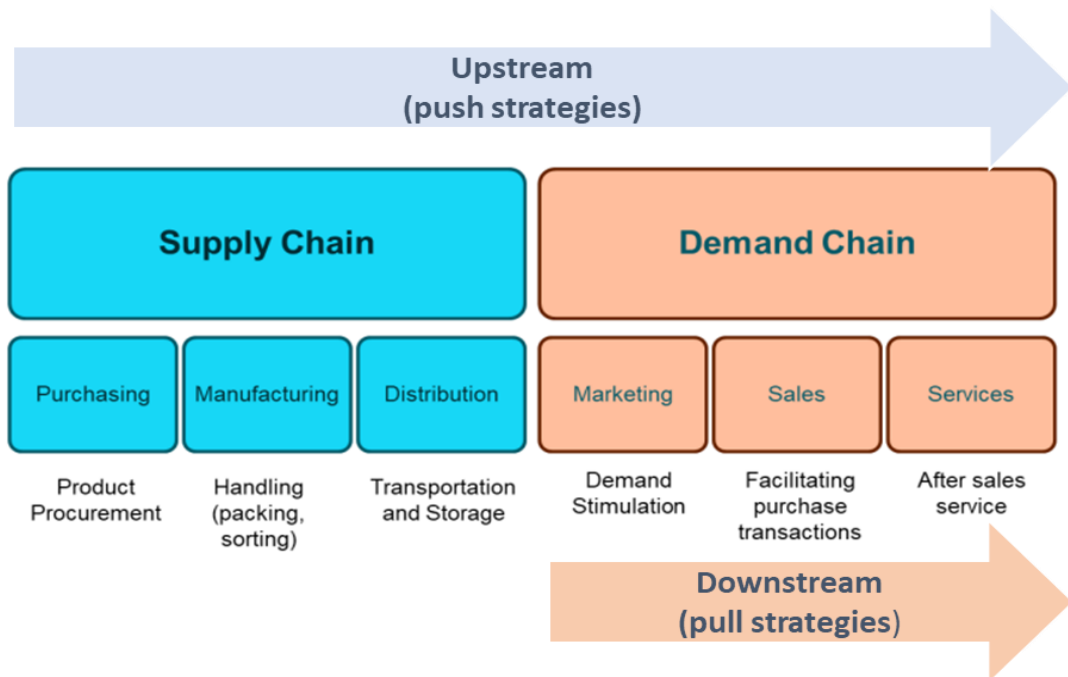 Upstream
(push strategies)
Supply Chain
Demand Chain
Purchasing
Manufacturing
Distribution
Marketing
Sales
Services
Product
Procurement
Handling
(packing,
sorting)
Transportation
and Storage
Demand
Stimulation
Facilitating
purchase
transactions
After sales
service
Downstream
(pull strategies)